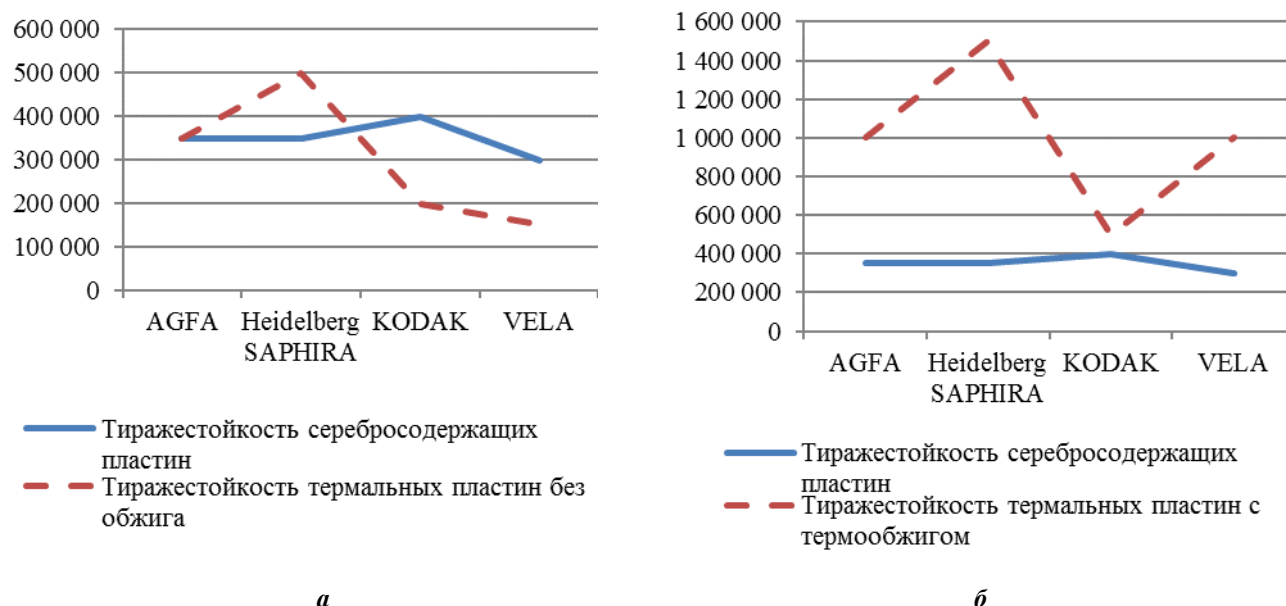 600 000
500 000
400 000
300 000
200 000
100 000
0
AGFA Heidelberg KODAK VELA
SAPHIRA
Тиражестойкость серебросодержащих
пластин
Тиражестойкость термальных пластин без
обжига
а
1 600 000
1 400 000
1 200 000
1 000 000
800 000
600 000
400 000
200 000
0
AGFA Heidelberg KODAK VELA
SAPHIRA
Тиражестойкость серебросодержащих
пластин
Тиражестойкость термальных пластин с
термообжигом
б